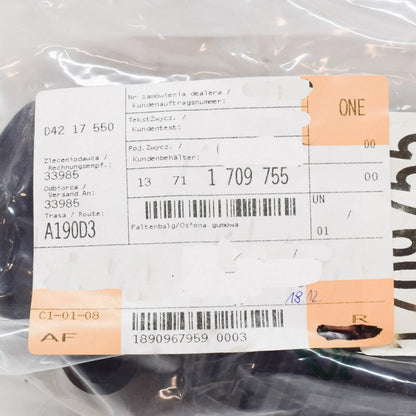 Nr zamówienia dealera /
Kundenauftragsnummer:
ONE
D42 17 550
TekstZwycz. /
Kundentext:
Poj.Zwycz. /
Kundenbehälter:
00
Zleceniodawca /
Rechnungsempf.:
33985
13 71 1 709 755
00
Odbiorca /
Versand An:
33985
UN
/
Trasa / Route:
A190D3
Faltenbalg/Osłona gumowa
01
18 12.
C1-01-08
R
AF
1890967959 0003
1709755